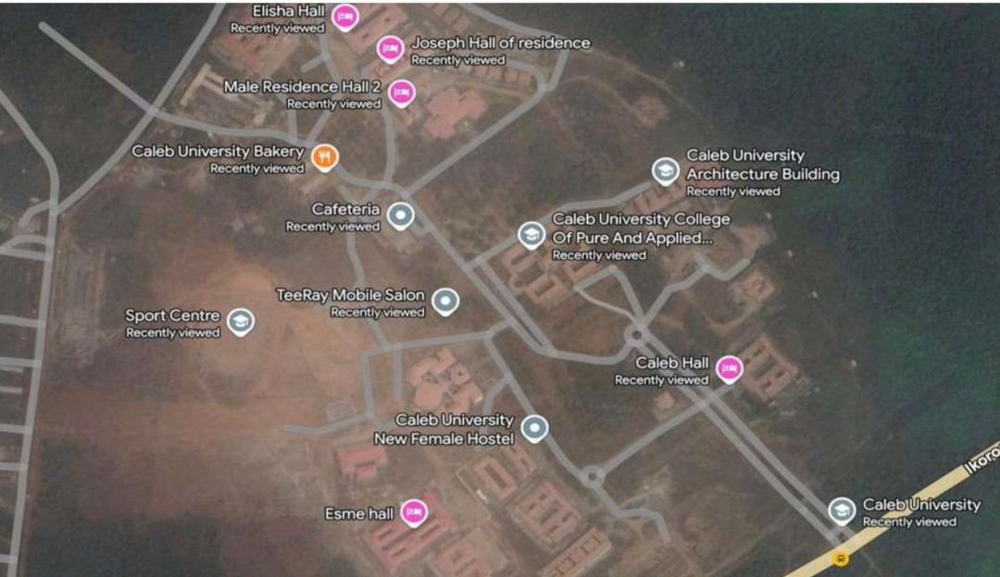 Elisha Hall
Recently viewed
Joseph Hall of residence
Recently viewed
Male Residence Hall 2
Recently viewed
Caleb University Bakery
Recently viewed
Caleb University
Architecture Building
Recently viewed
Cafeteria
Recently viewed
Caleb University College
Of Pure And Applied...
Recently viewed
TeeRay Mobile Salon
Recently viewed
Sport Centre
Recently viewed
Caleb Hall
Recently viewed
Caleb University
New Female Hostel
Recently viewed
Ikoro
Esme hall
Caleb University
Recently viewed